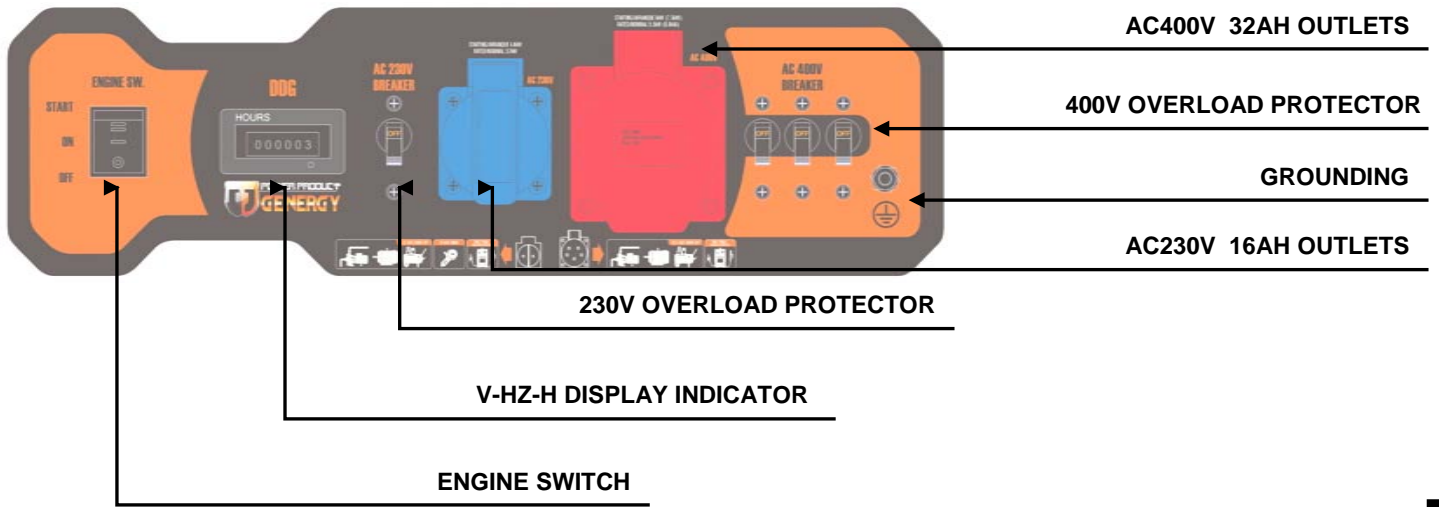 AC400V 32AH OUTLETS
400V OVERLOAD PROTECTOR
GROUNDING
AC230V 16AH OUTLETS
230V OVERLOAD PROTECTOR
V-HZ-H DISPLAY INDICATOR
ENGINE SWITCH
ENGINE SW.
START
ON
OFF
DDG
HOURS
000003
POWER PRODUCT
GENERGY
AC 230V
BREAKER
OFF
AC 230V
AC 400V
AC 400V
BREAKER
OFF
OFF
OFF